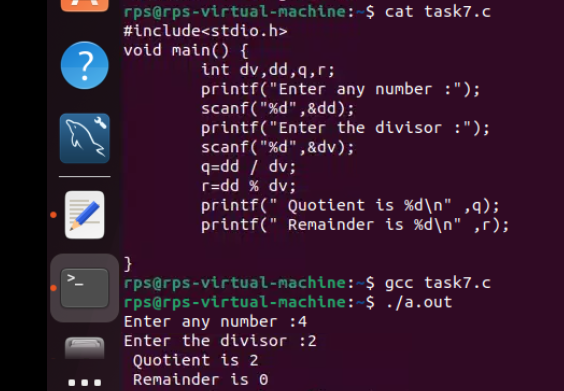 rps@rps-virtual-machine:~$ cat task7.c
#include<stdio.h>
void main() {
        int dv,dd,q,r;
        printf("Enter any number :");
        scanf("%d",&dd);
        printf("Enter the divisor :");
        scanf("%d",&dv);
        q=dd / dv;
        r=dd % dv;
        printf(" Quotient is %d\n" ,q);
        printf(" Remainder is %d\n" ,r);
}
rps@rps-virtual-machine:~$ gcc task7.c
rps@rps-virtual-machine:~$ ./a.out
Enter any number :4
Enter the divisor :2
 Quotient is 2
 Remainder is 0